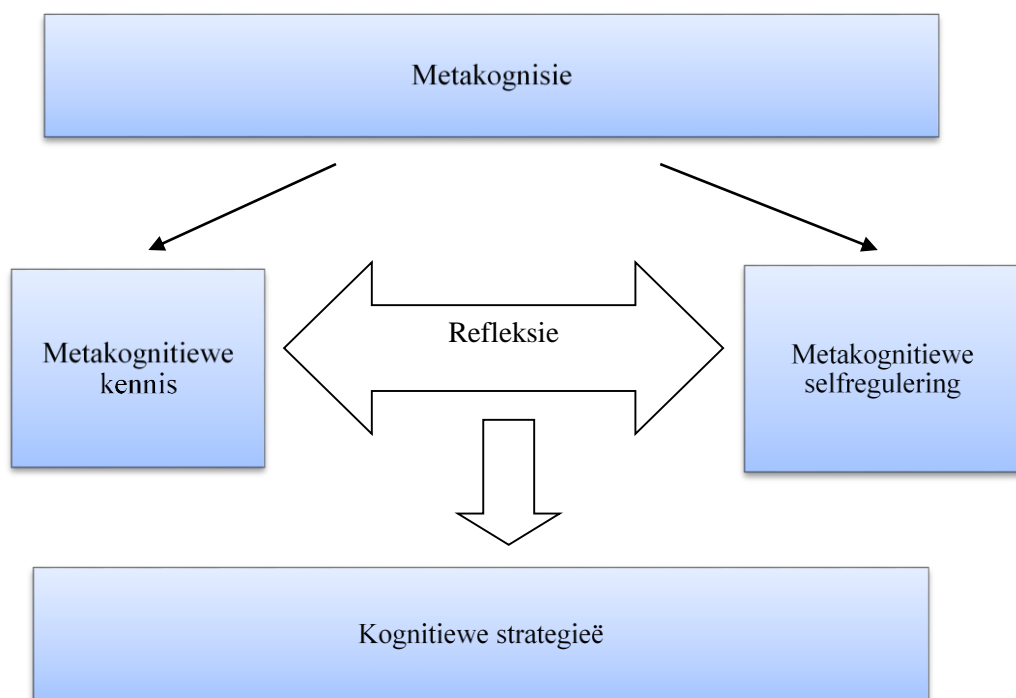 Metakognisie
Metakognitiewe
kennis
Refleksie
Metakognitiewe
selfregulering
Kognitiewe strategieë